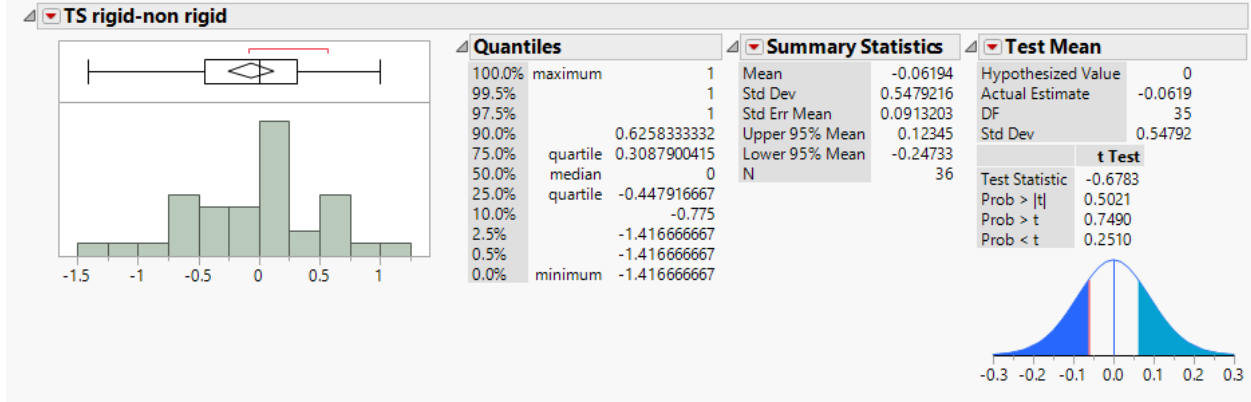 TS rigid-non rigid
-1.5 -1 -0.5 0 0.5 1
Quantiles
100.0% maximum 1
99.5% 1
97.5% 1
90.0% 0.6258333332
75.0% quartile 0.3087900415
50.0% median 0
25.0% quartile -0.447916667
10.0% -0.775
2.5% -1.416666667
0.5% -1.416666667
0.0% minimum -1.416666667
Summary Statistics
Mean -0.06194
Std Dev 0.5479216
Std Err Mean 0.0913203
Upper 95% Mean 0.12345
Lower 95% Mean -0.24733
N 36
Test Mean
Hypothesized Value 0
Actual Estimate -0.0619
DF 35
Std Dev 0.54792
t Test
Test Statistic -0.6783
Prob > |t| 0.5021
Prob > t 0.7490
Prob < t 0.2510
-0.3 -0.2 -0.1 0.0 0.1 0.2 0.3